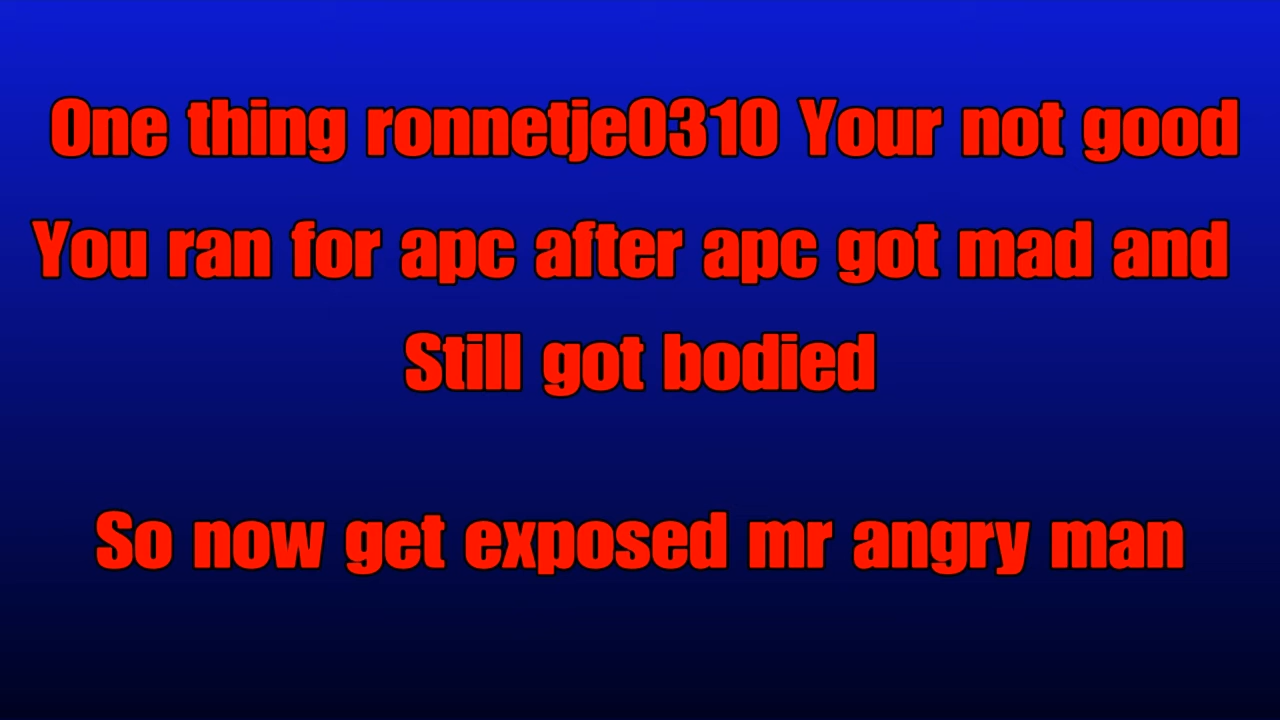 One thing ronnetje0310 Your not good
You ran for apc after apc got mad and
Still got bodied
So now get exposed mr angry man